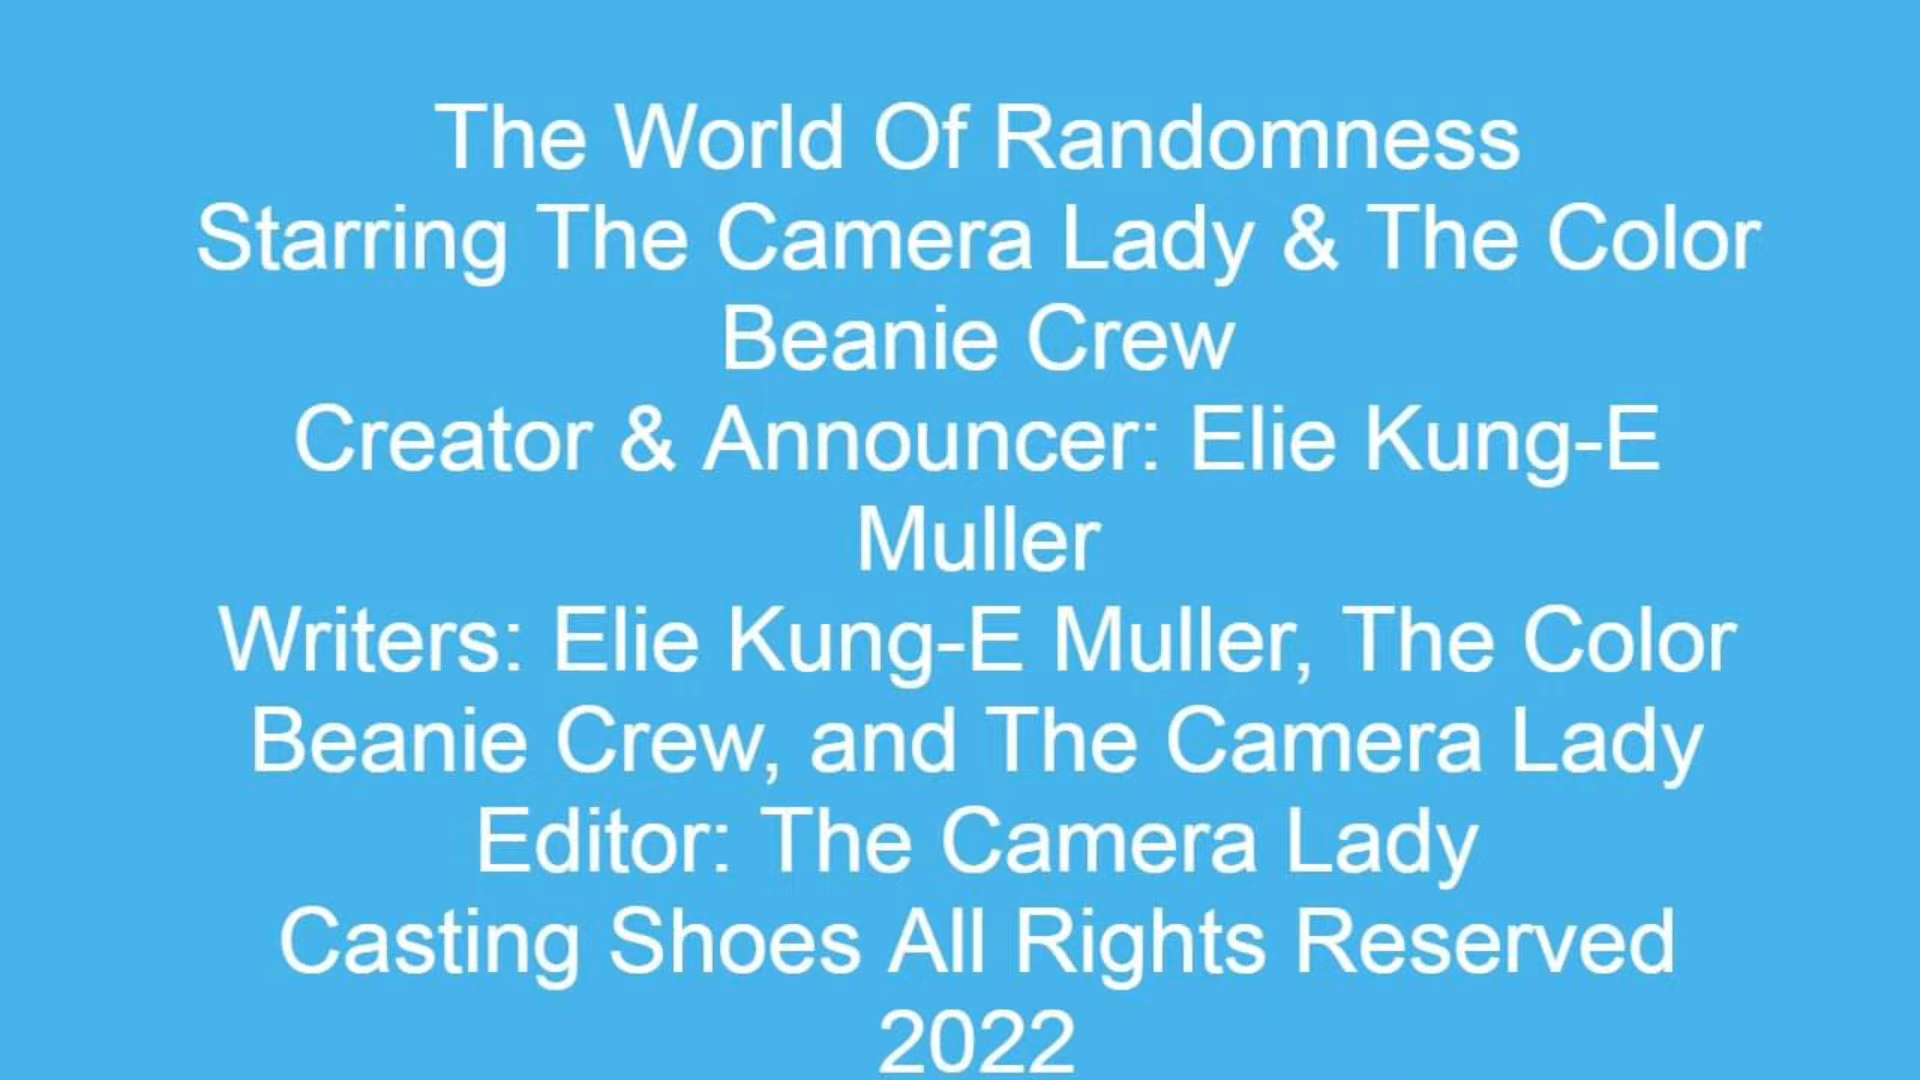 The World Of Randomness
Starring The Camera Lady & The Color
Beanie Crew
Creator & Announcer: Elie Kung-E
Muller
Writers: Elie Kung-E Muller, The Color
Beanie Crew, and The Camera Lady
Editor: The Camera Lady
Casting Shoes All Rights Reserved
2022